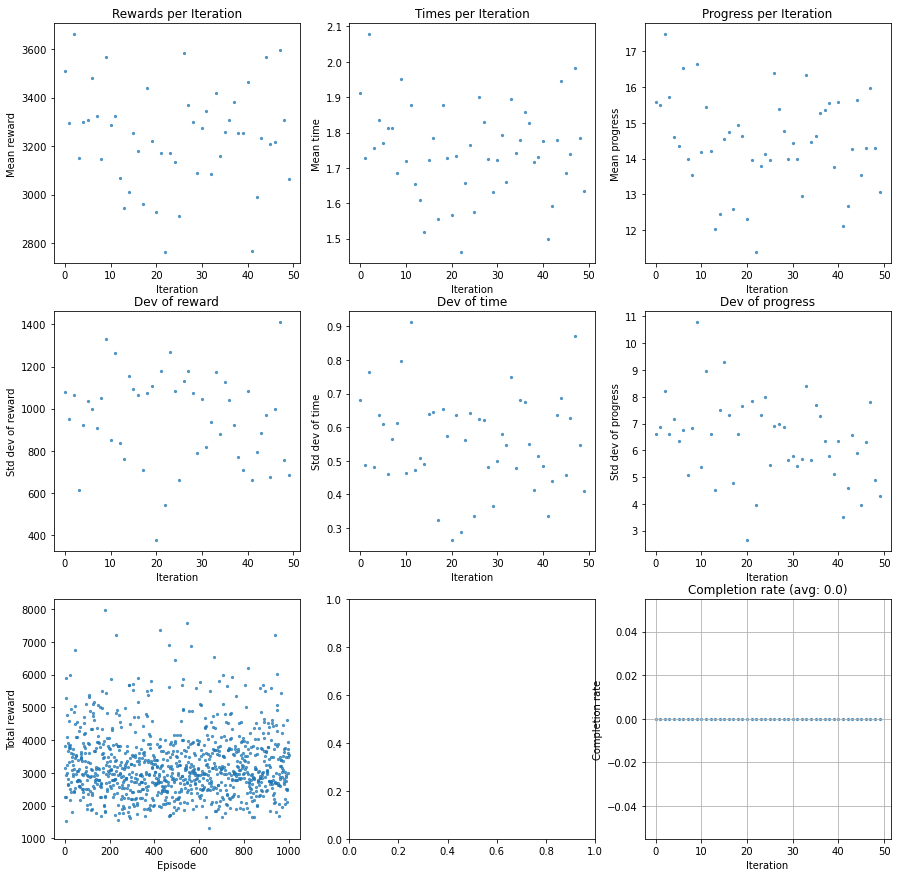 Rewards per Iteration
Mean reward
3600
3400
3200
3000
2800
0 10 20 30 40 50
Iteration
Times per Iteration
Mean time
2.1
2.0
1.9
1.8
1.7
1.6
1.5
0 10 20 30 40 50
Iteration
Progress per Iteration
Mean progress
17
16
15
14
13
12
0 10 20 30 40 50
Iteration
Dev of reward
Std dev of reward
1400
1200
1000
800
600
400
0 10 20 30 40 50
Iteration
Dev of time
Std dev of time
0.9
0.8
0.7
0.6
0.5
0.4
0.3
0 10 20 30 40 50
Iteration
Dev of progress
Std dev of progress
11
10
9
8
7
6
5
4
3
0 10 20 30 40 50
Iteration
Total reward
8000
7000
6000
5000
4000
3000
2000
1000
0 200 400 600 800 1000
Episode
1.0
0.8
0.6
0.4
0.2
0.0
0.0 0.2 0.4 0.6 0.8 1.0
Completion rate (avg: 0.0)
Completion rate
0.04
0.02
0.00
−0.02
−0.04
0 10 20 30 40 50
Iteration